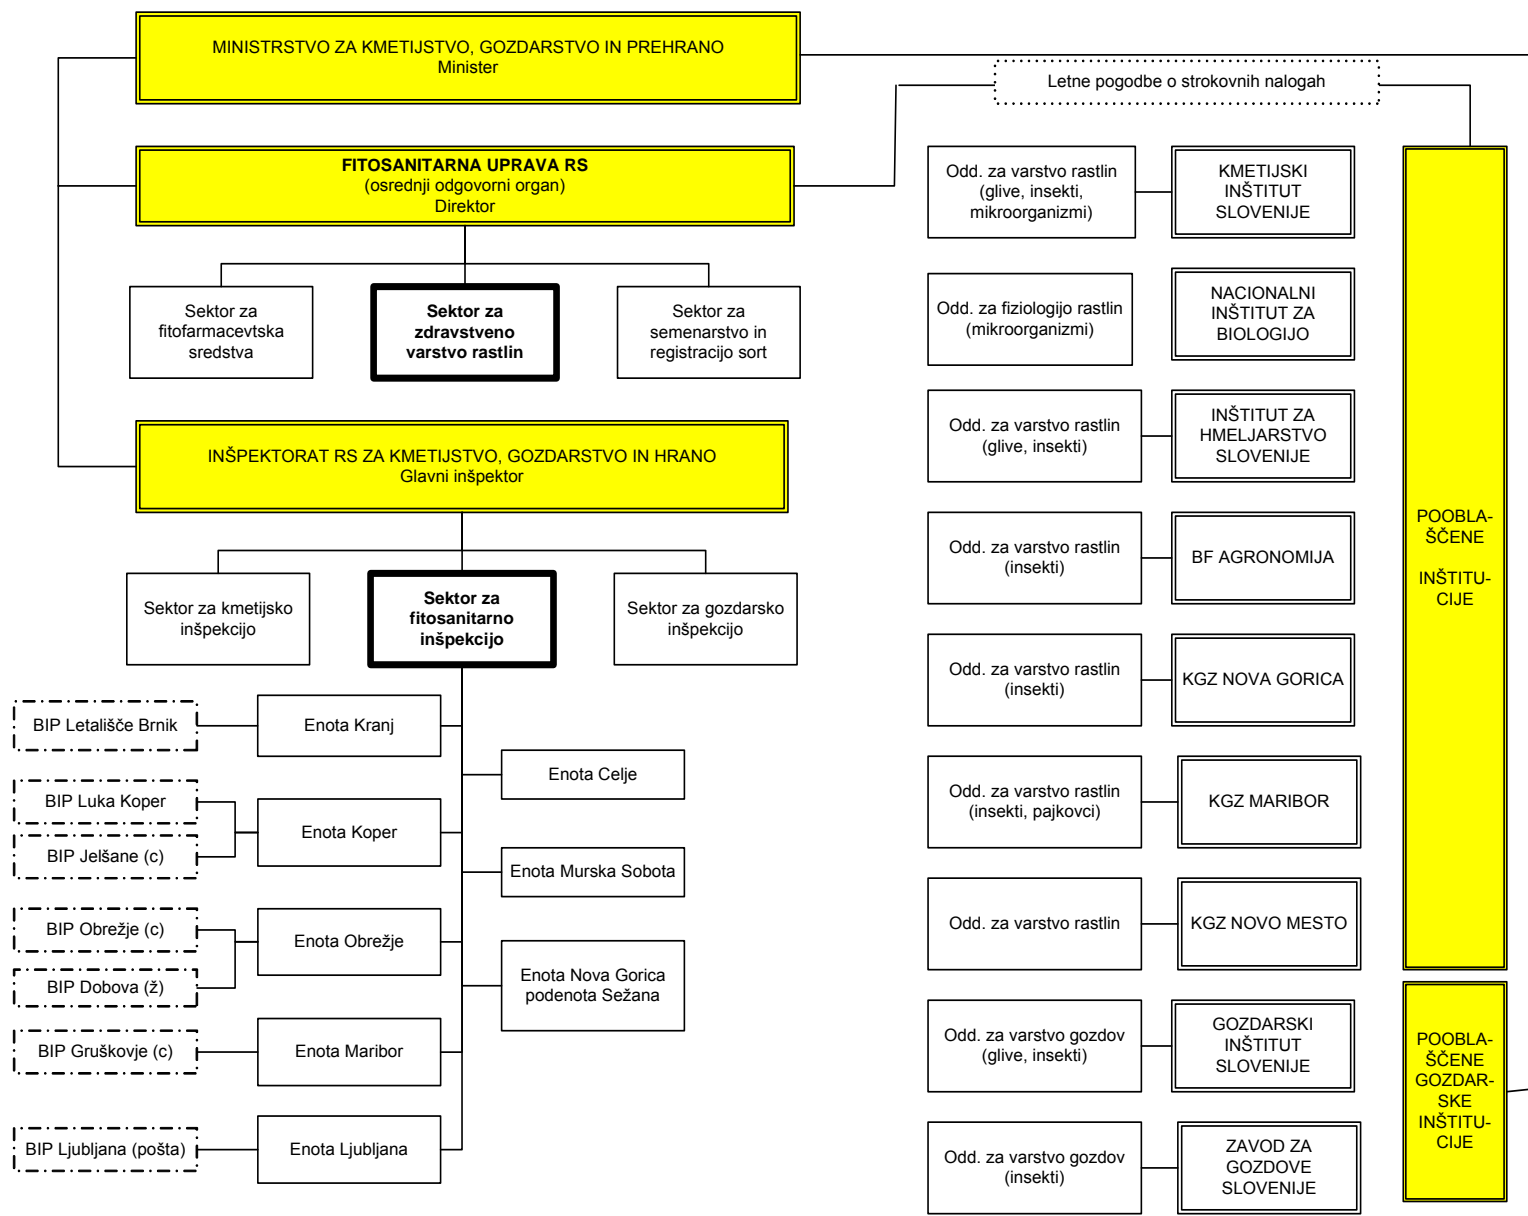 MINISTRSTVO ZA KMETIJSTVO, GOZDARSTVO IN PREHRANO
Minister
Letne pogodbe o strokovnih nalogah
FITOSANITARNA UPRAVA RS
(osrednji odgovorni organ)
Direktor
Sektor za
fitofarmacevtska
sredstva
Sektor za
zdravstveno
varstvo rastlin
Sektor za
semenarstvo in
registracijo sort
INŠPEKTORAT RS ZA KMETIJSTVO, GOZDARSTVO IN HRANO
Glavni inšpektor
Sektor za kmetijsko
inšpekcijo
Sektor za
fitosanitarno
inšpekcijo
Sektor za gozdarsko
inšpekcijo
BIP Letališče Brnik
Enota Kranj
Enota Celje
BIP Luka Koper
BIP Jelšane (c)
Enota Koper
Enota Murska Sobota
BIP Obrežje (c)
BIP Dobova (ž)
Enota Obrežje
Enota Nova Gorica
podenota Sežana
BIP Gruškovje (c)
Enota Maribor
BIP Ljubljana (pošta)
Enota Ljubljana
Odd. za varstvo rastlin
(glive, insekti,
mikroorganizmi)
KMETIJSKI
INŠTITUT
SLOVENIJE
Odd. za fiziologijo rastlin
(mikroorganizmi)
NACIONALNI
INŠTITUT ZA
BIOLOGIJO
Odd. za varstvo rastlin
(glive, insekti)
INŠTITUT ZA
HMELJARSTVO
SLOVENIJE
Odd. za varstvo rastlin
(insekti)
BF AGRONOMIJA
Odd. za varstvo rastlin
(insekti)
KGZ NOVA GORICA
Odd. za varstvo rastlin
(insekti, pajkovci)
KGZ MARIBOR
Odd. za varstvo rastlin
KGZ NOVO MESTO
Odd. za varstvo gozdov
(glive, insekti)
GOZDARSKI
INŠTITUT
SLOVENIJE
Odd. za varstvo gozdov
(insekti)
ZAVOD ZA
GOZDOVE
SLOVENIJE
POOBLA-
ŠČENE
INŠTITU-
CIJE
POOBLA-
ŠČENE
GOZDAR-
SKE
INŠTITU-
CIJE